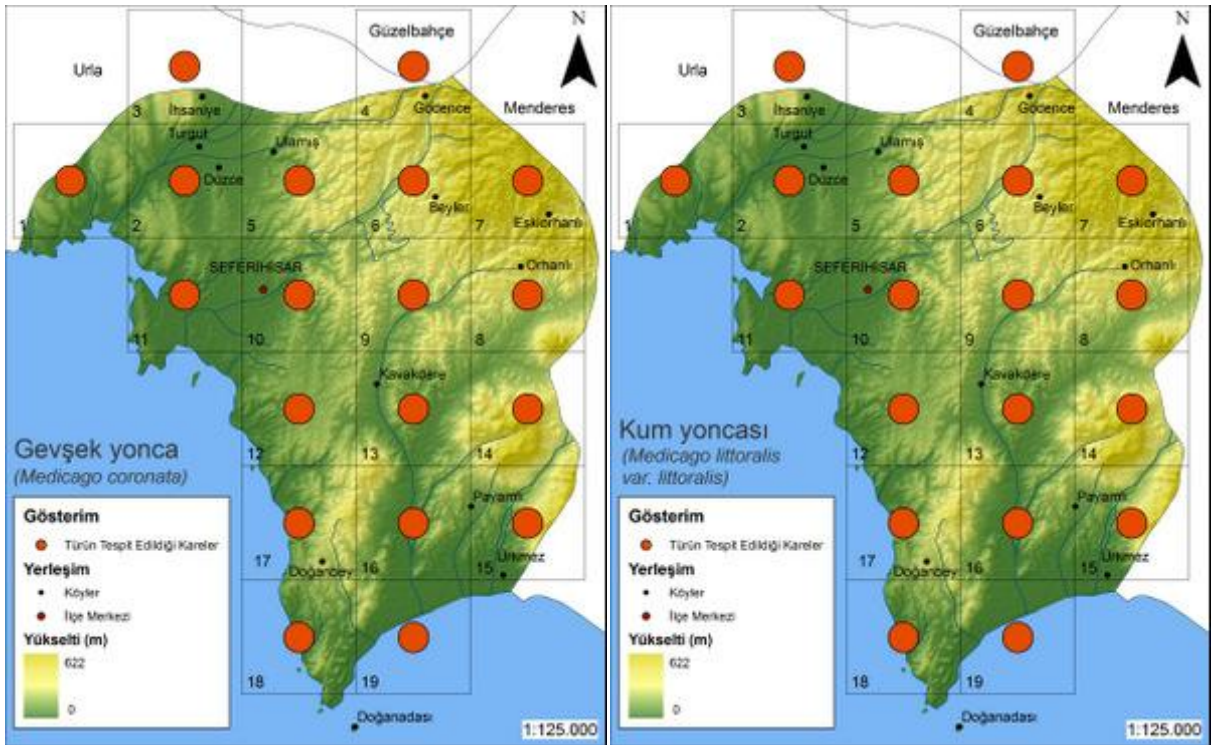 Güzelbahçe
N
Urla
İhsaniye
3
4
Gödence
Menderes
Turgut
Ulamış
Düzce
Beyler
Eskiorhanlı
1
2
5
6
7
SEFERİHİSAR
Orhanlı
11
10
9
8
Kavakdere
Gevşek yonca
(Medicago coronata)
12
13
14
Payamlı
Gösterim
Türün Tespit Edildiği Kareler
Yerleşim
Köyler
İlçe Merkezi
Yükselti (m)
622
0
17
Doğanbey
16
15
Ürkmez
18
19
Doğanadası
1:125.000
Güzelbahçe
N
Urla
İhsaniye
3
4
Gödence
Menderes
Turgut
Ulamış
Düzce
Beyler
Eskiorhanlı
1
2
5
6
7
SEFERİHİSAR
Orhanlı
11
10
9
8
Kavakdere
Kum yoncası
(Medicago littoralis
var. littoralis)
12
13
14
Payamlı
Gösterim
Türün Tespit Edildiği Kareler
Yerleşim
Köyler
İlçe Merkezi
Yükselti (m)
622
0
17
Doğanbey
16
15
Ürkmez
18
19
Doğanadası
1:125.000